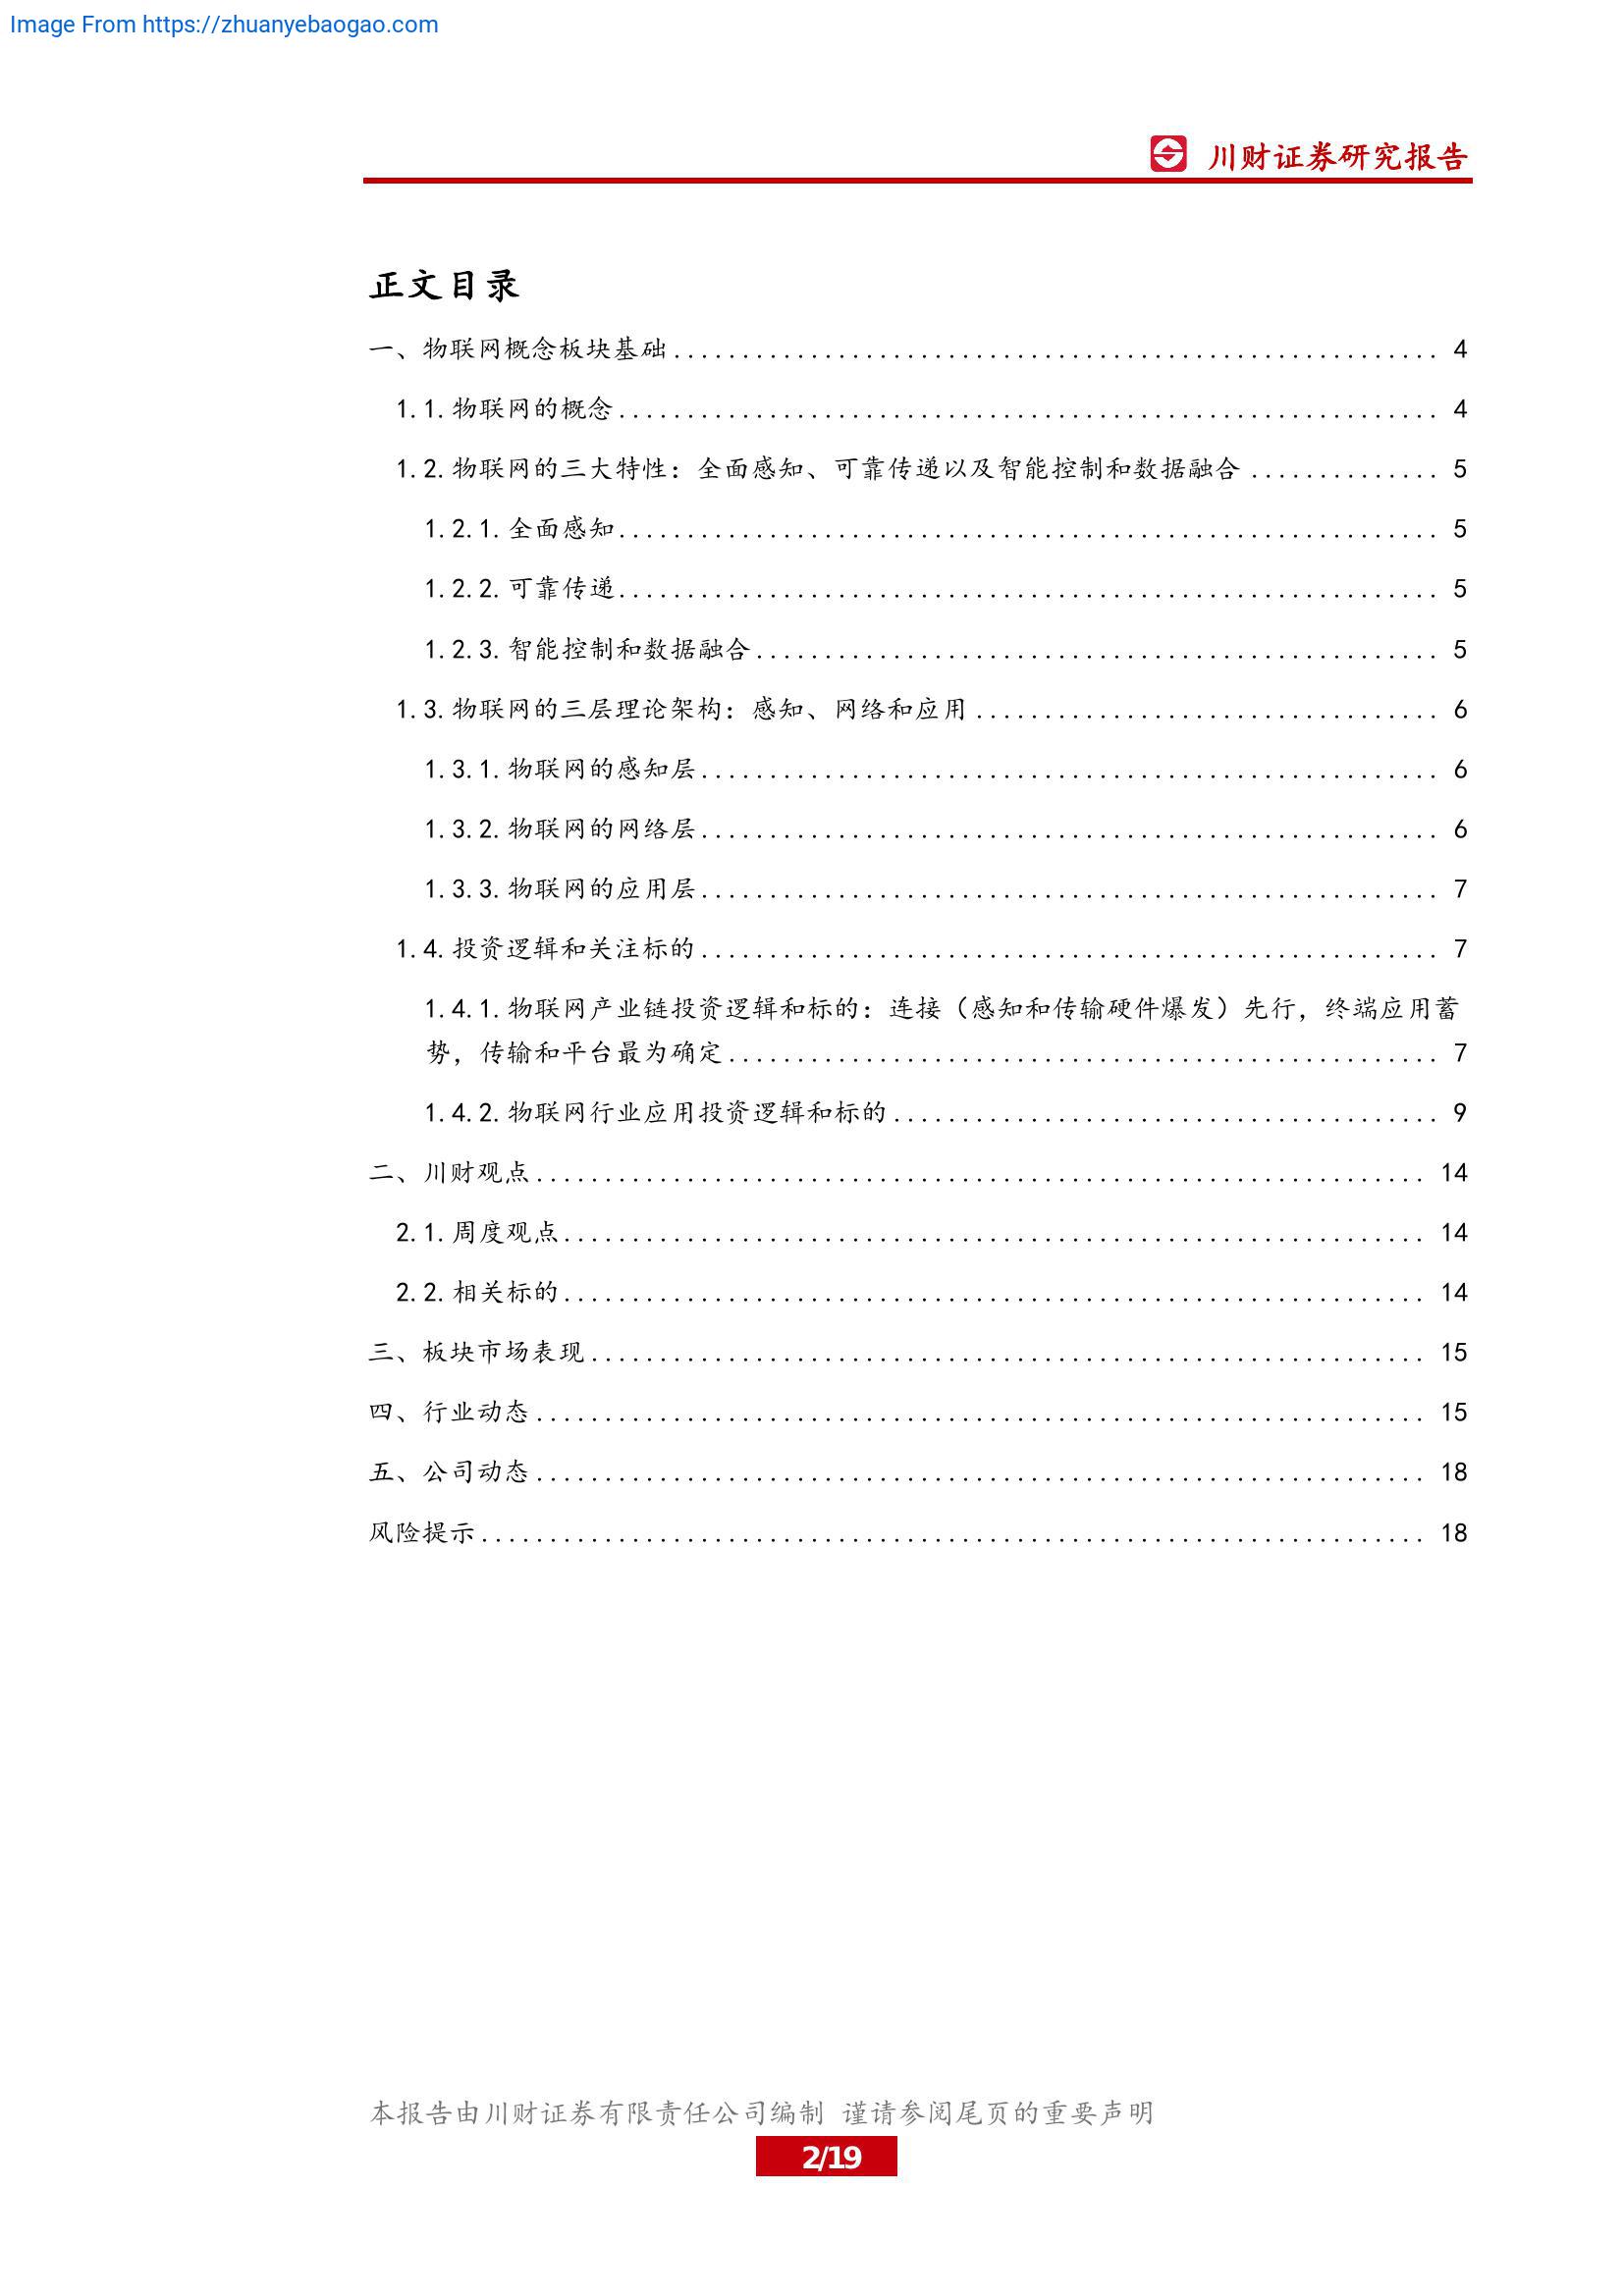 Image From https://zhuanyebaogao.com
川财证券研究报告
正文目录
一、物联网概念板块基础........................................................ 4
1.1.物联网的概念............................................................ 4
1.2.物联网的三大特性：全面感知、可靠传递以及智能控制和数据融合 .............. 5
1.2.1.全面感知............................................................ 5
1.2.2.可靠传递............................................................ 5
1.2.3.智能控制和数据融合.................................................. 5
1.3.物联网的三层理论架构：感知、网络和应用 .................................. 6
1.3.1.物联网的感知层...................................................... 6
1.3.2.物联网的网络层...................................................... 6
1.3.3.物联网的应用层...................................................... 7
1.4.投资逻辑和关注标的...................................................... 7
1.4.1.物联网产业链投资逻辑和标的：连接（感知和传输硬件爆发）先行，终端应用蓄
势，传输和平台最为确定.................................................... 7
1.4.2.物联网行业应用投资逻辑和标的........................................ 9
二、川财观点................................................................. 14
2.1.周度观点............................................................... 14
2.2.相关标的............................................................... 14
三、板块市场表现............................................................. 15
四、行业动态................................................................. 15
五、公司动态................................................................. 18
风险提示..................................................................... 18
本报告由川财证券有限责任公司编制 谨请参阅尾页的重要声明
2/19